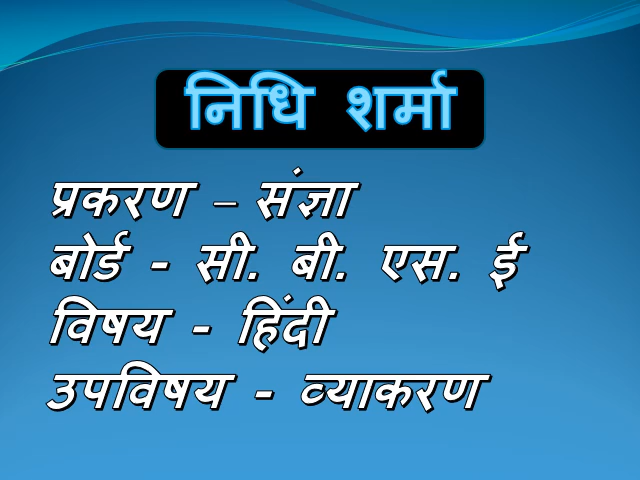 निधि शर्मा
प्रकरण – संज्ञा
बोर्ड - सी. बी. एस. ई
विषय - हिंदी
उपविषय - व्याकरण